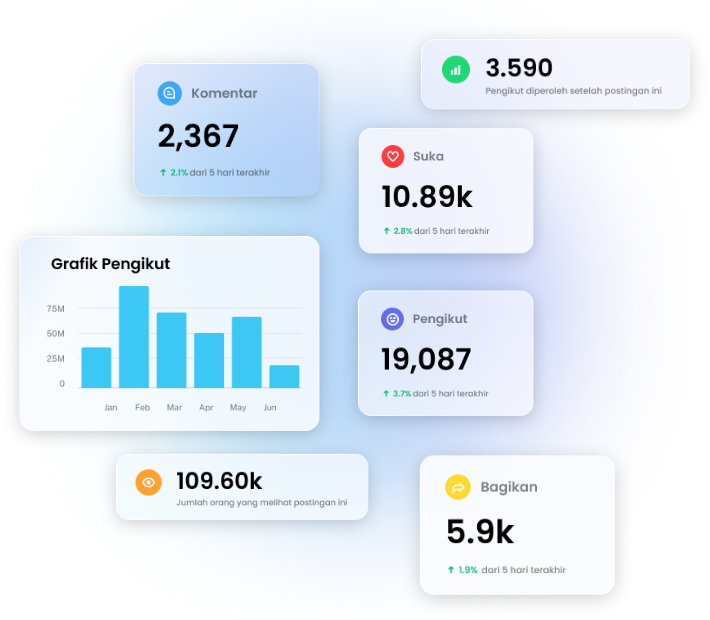 3.590
Pengikut diperoleh setelah postingan ini
Komentar
2,367
↑ 2.1% dari 5 hari terakhir
Suka
10.89k
↑ 2.8% dari 5 hari terakhir
Grafik Pengikut
75M
50M
25M
0
Jan Feb Mar Apr May Jun
Pengikut
19,087
↑ 3.7% dari 5 hari terakhir
109.60k
Jumlah orang yang melihat postingan ini
Bagikan
5.9k
↑ 1.9% dari 5 hari terakhir